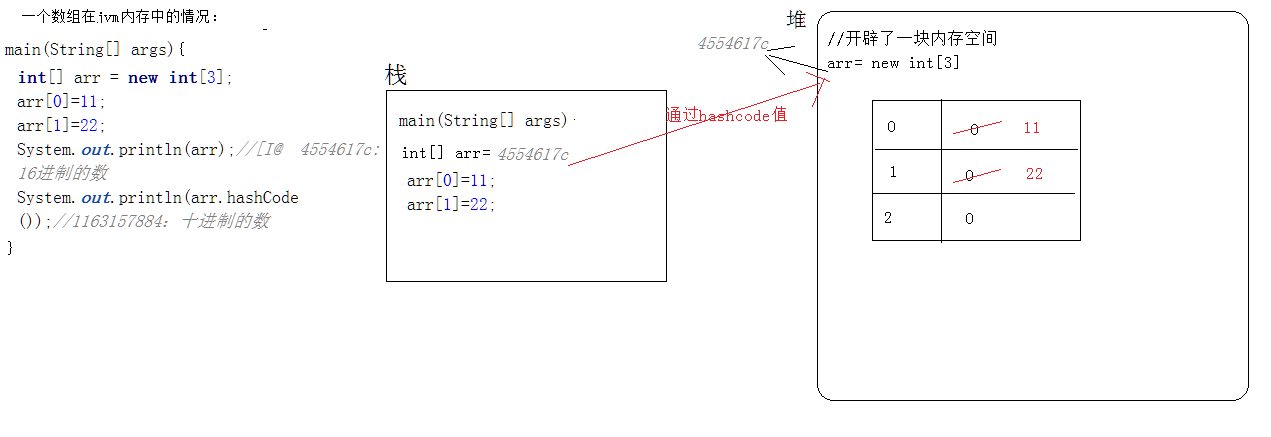 一个数组在jvm内存中的情况：
main(String[] args){
int[] arr = new int[3];
arr[0]=11;
arr[1]=22;
System.out.println(arr);//[I@ 4554617c：
16进制的数
System.out.println(arr.hashCode
());//1163157884：十进制的数
}
栈
main(String[] args)
int[] arr= 4554617c
arr[0]=11;
arr[1]=22;
通过hashcode值
4554617c
堆
//开辟了一块内存空间
arr= new int[3]
0 0 11
1 0 22
2 0